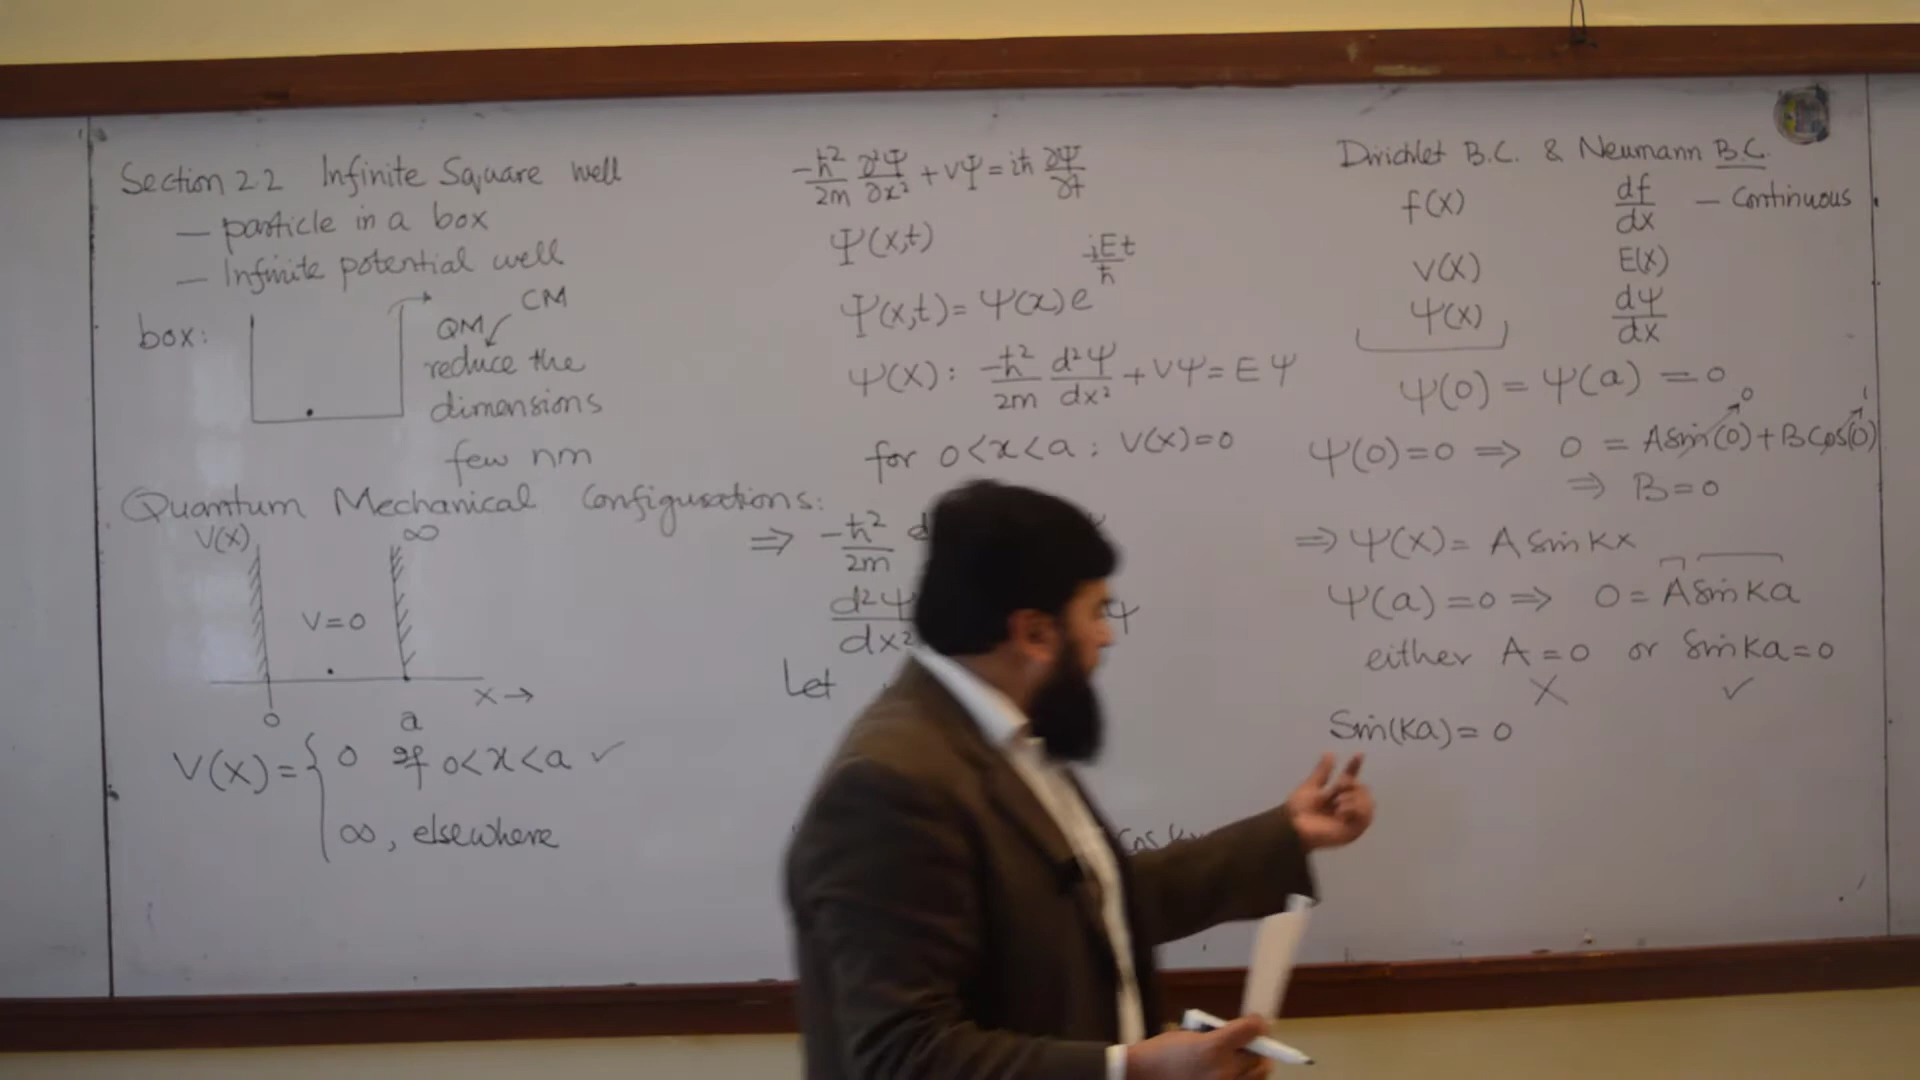 Section 2.2 Infinite Square well
— particle in a box
— Infinite potential well
box:
CM
QM
reduce the
dimensions
few nm
Quantum Mechanical Configurations:
V(x)
∞
V=0
x →
0
a
V(x) = { 0 if 0<x<a ✓
∞, elsewhere
-ħ²/2m ∂²Ψ/∂x² + VΨ = iħ ∂Ψ/∂t
Ψ(x,t)
Ψ(x,t) = ψ(x) e^(-iEt/ħ)
ψ(x): -ħ²/2m d²ψ/dx² + Vψ = Eψ
for 0<x<a; V(x)=0
⇒ -ħ²/2m
d²ψ/dx² ψ
Let
Cos
Dirichlet B.C. & Neumann B.C.
f(x) df/dx — Continuous
V(x) E(x)
ψ(x) dψ/dx
ψ(0) = ψ(a) = 0
0 1
ψ(0)=0 ⇒ 0 = Asin(0)+BCos(0)
⇒ B=0
⇒ ψ(x) = A sin kx
ψ(a) =0 ⇒ 0 = A sin ka
either A=0 or Sin ka=0
X ✓
Sin(ka)= 0